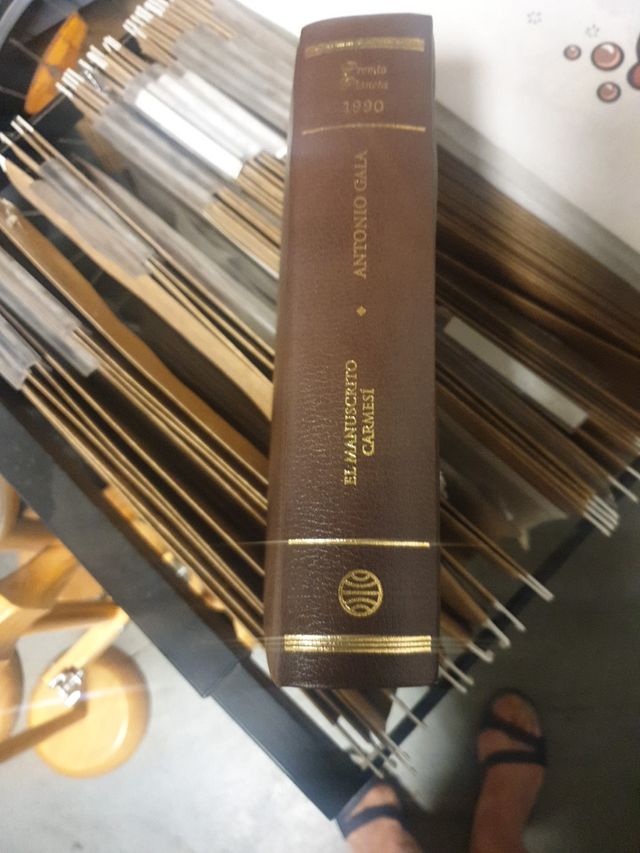 Premio
Planeta
1990
ANTONIO GALA
EL MANUSCRITO
CARMESÍ